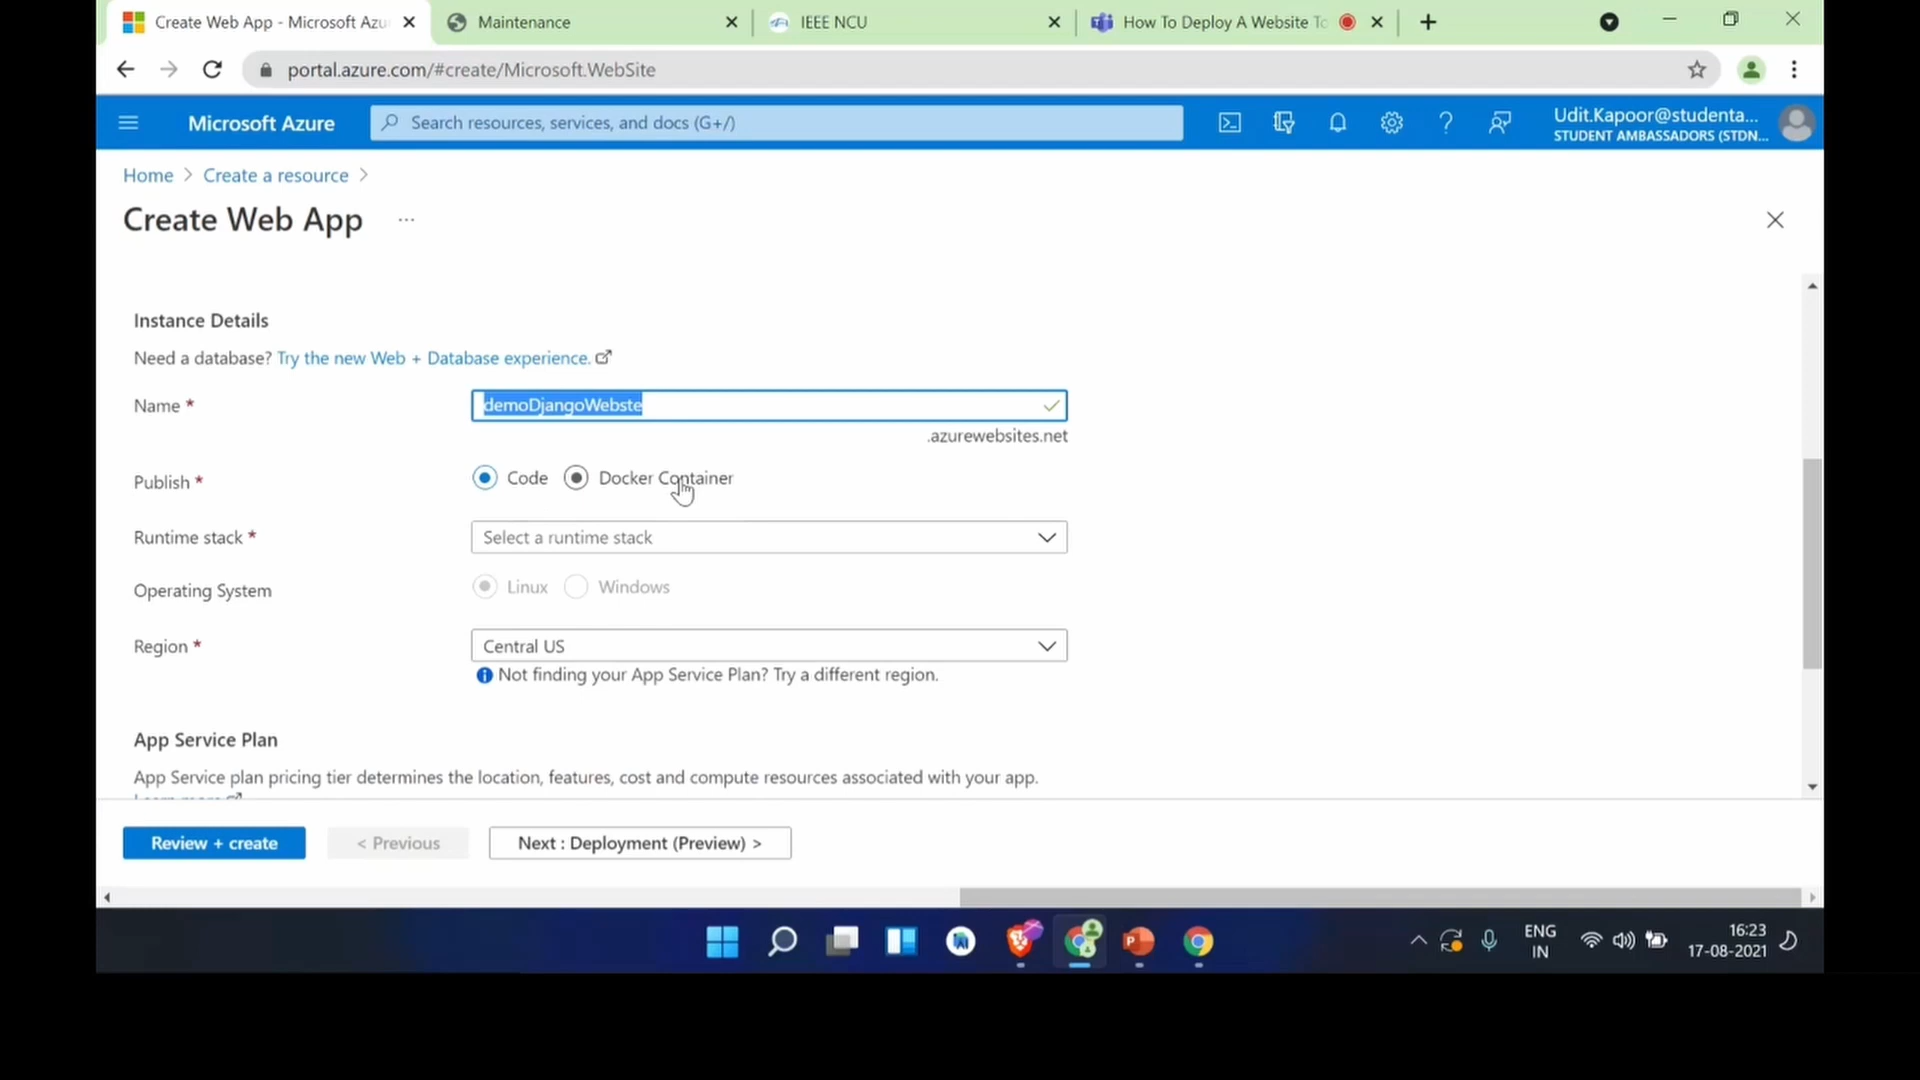 Create Web App - Microsoft Azu
Maintenance
IEEE NCU
How To Deploy A Website To
portal.azure.com/#create/Microsoft.WebSite
Microsoft Azure
Search resources, services, and docs (G+/)
Udit.Kapoor@studenta...
STUDENT AMBASSADORS (STDN...
Home > Create a resource >
Create Web App ...
Instance Details
Need a database? Try the new Web + Database experience.
Name *
demoDjangoWebste
.azurewebsites.net
Publish *
Code
Docker Container
Runtime stack *
Select a runtime stack
Operating System
Linux
Windows
Region *
Central US
Not finding your App Service Plan? Try a different region.
App Service Plan
App Service plan pricing tier determines the location, features, cost and compute resources associated with your app.
Learn more
Review + create
< Previous
Next : Deployment (Preview) >
ENG
IN
16:23
17-08-2021